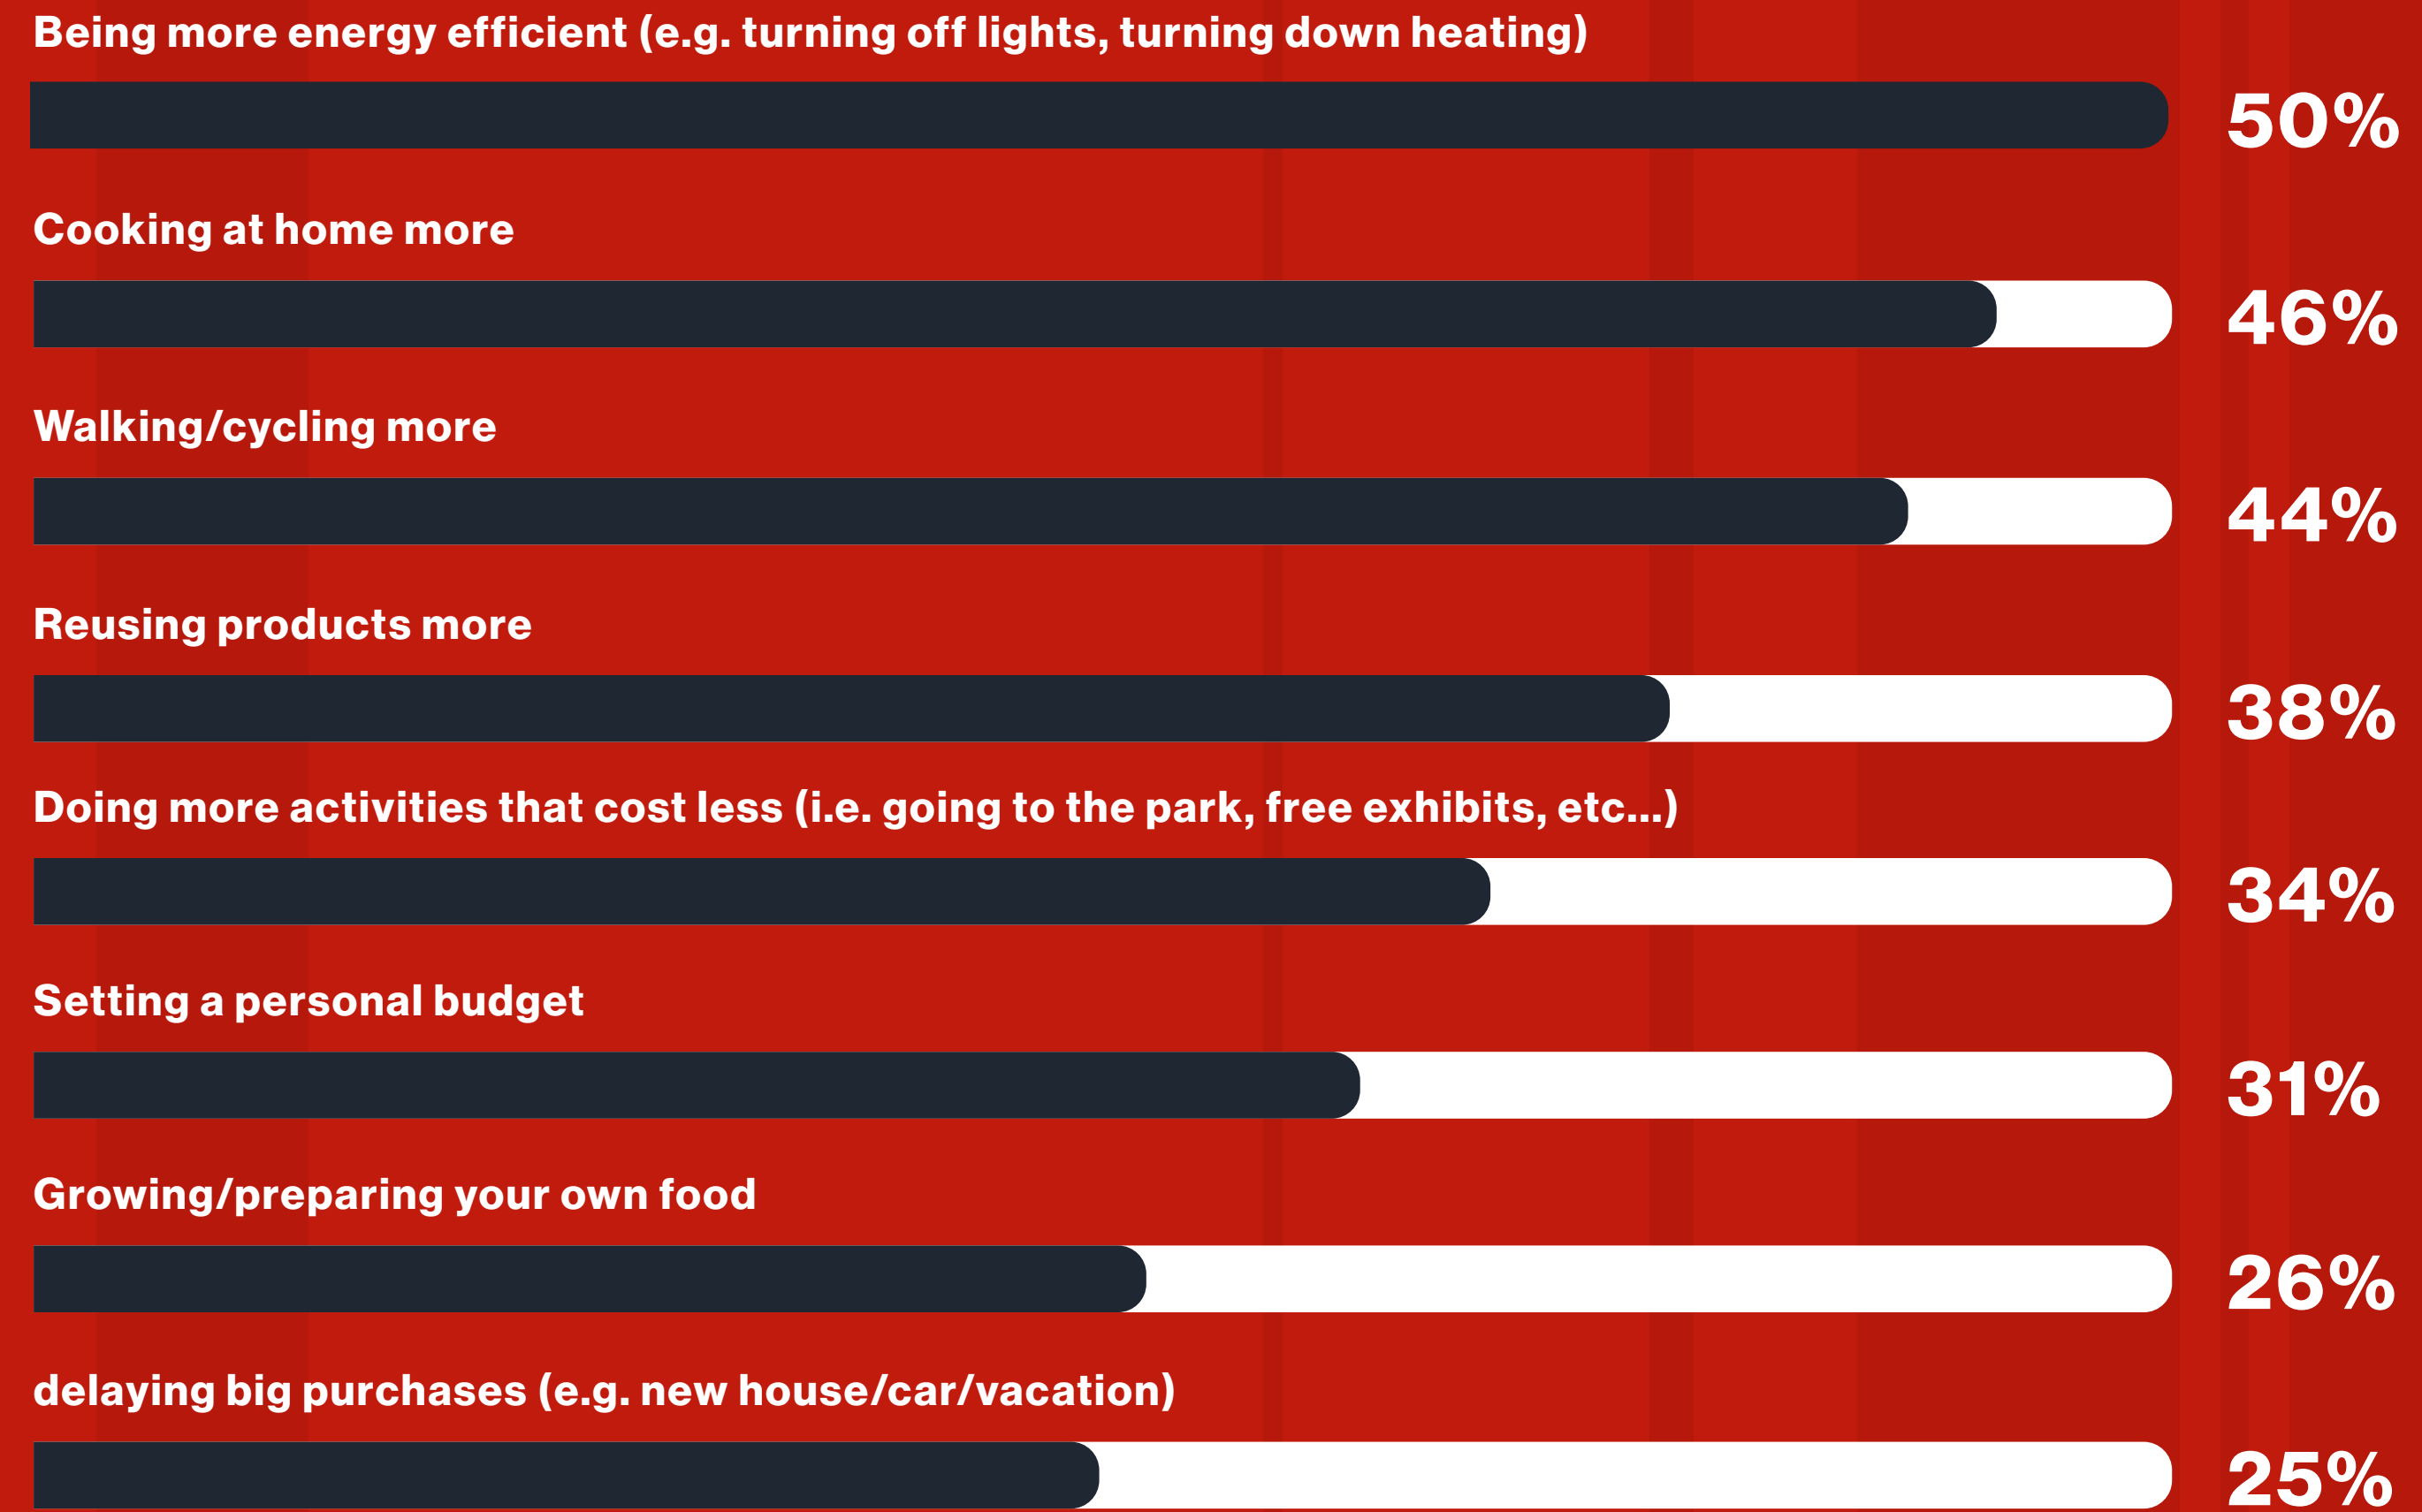 Being more energy efficient (e.g. turning off lights, turning down heating)
50%
Cooking at home more
46%
Walking/cycling more
44%
Reusing products more
38%
Doing more activities that cost less (i.e. going to the park, free exhibits, etc...)
34%
Setting a personal budget
31%
Growing/preparing your own food
26%
delaying big purchases (e.g. new house/car/vacation)
25%